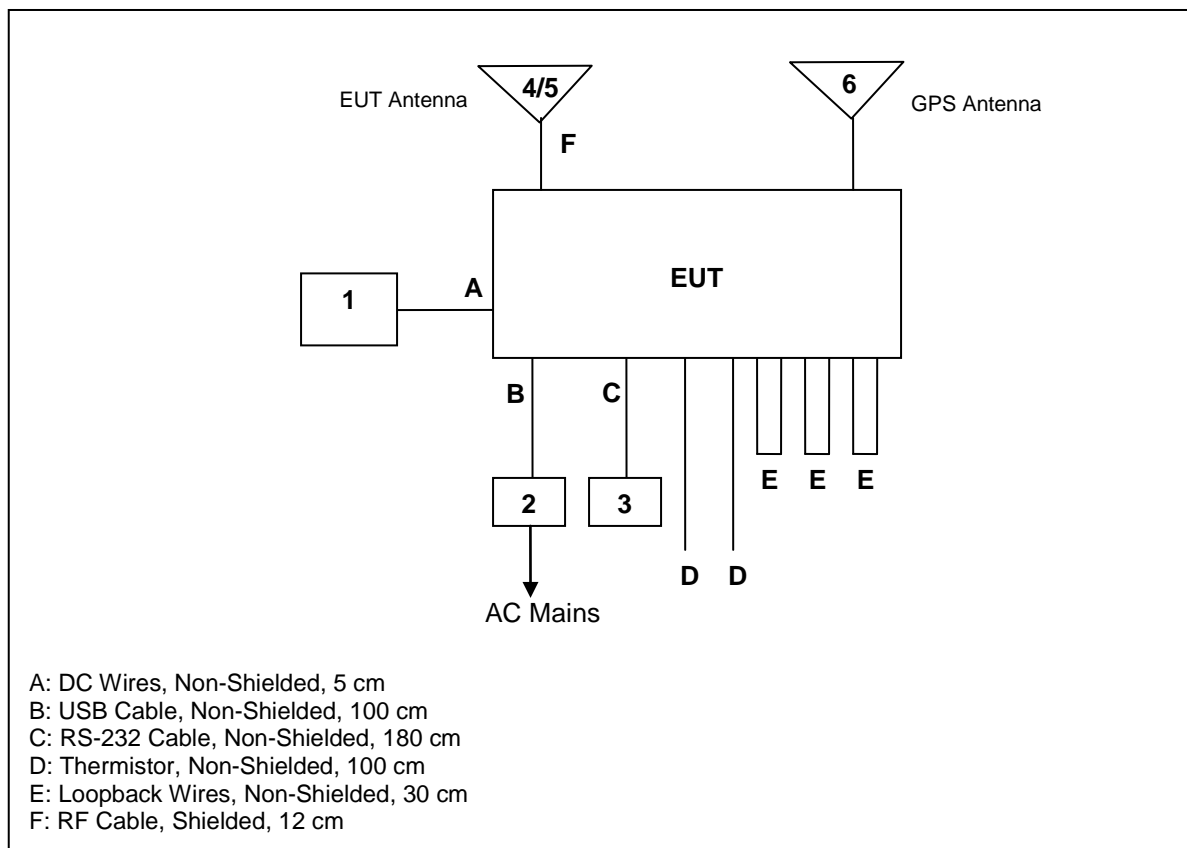 4/5
6
EUT Antenna
GPS Antenna
F
EUT
A
1
B
C
2
3
E E E
D D
AC Mains
A: DC Wires, Non-Shielded, 5 cm
B: USB Cable, Non-Shielded, 100 cm
C: RS-232 Cable, Non-Shielded, 180 cm
D: Thermistor, Non-Shielded, 100 cm
E: Loopback Wires, Non-Shielded, 30 cm
F: RF Cable, Shielded, 12 cm